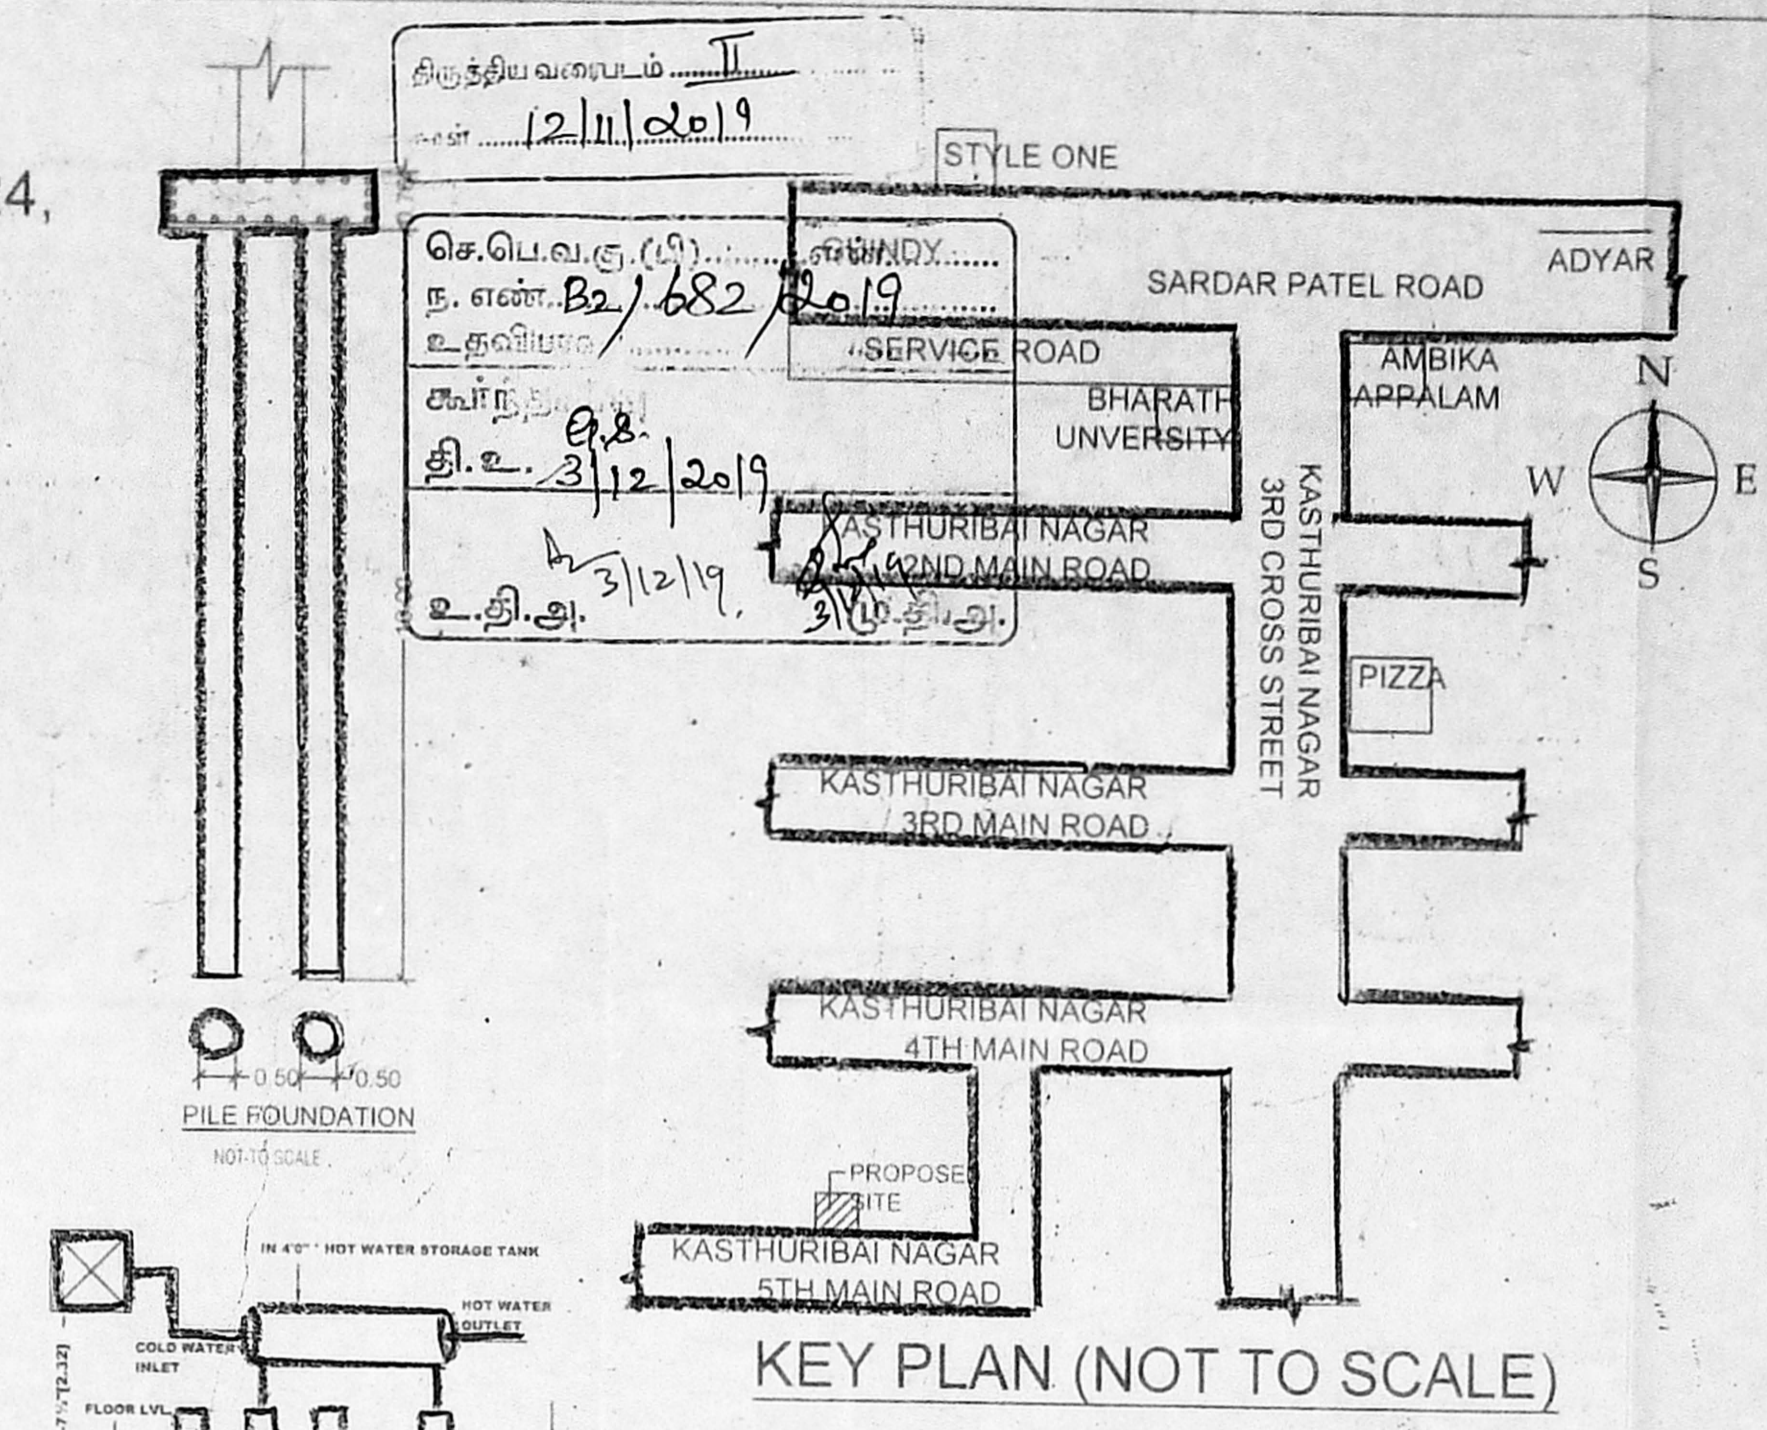 திருத்திய வரைபடம் ...... II ......
நாள் ...... 12/11/2019 ......
4,
STYLE ONE
செ.பெ.வ.கு.(பி)............
GUINDY
ADYAR
SARDAR PATEL ROAD
ந. எண். B2/682/2019
SERVICE ROAD
AMBIKA
APPALAM
BHARATH
UNVERSITY
G.S.
தி.உ. 3/12/2019
3/12/19.
உ.தி.அ.
மு.தி.அ.
N
W
E
S
KASTHURIBAI NAGAR
2ND MAIN ROAD
KASTHURIBAI NAGAR
3RD CROSS STREET
PIZZA
KASTHURIBAI NAGAR
3RD MAIN ROAD
KASTHURIBAI NAGAR
4TH MAIN ROAD
0.50
0.50
PILE FOUNDATION
NOT TO SCALE
PROPOSE
SITE
KASTHURIBAI NAGAR
5TH MAIN ROAD
HOT WATER STORAGE TANK
HOT WATER
OUTLET
COLD WATER
INLET
[2.32]
FLOOR LVL.
KEY PLAN (NOT TO SCALE)